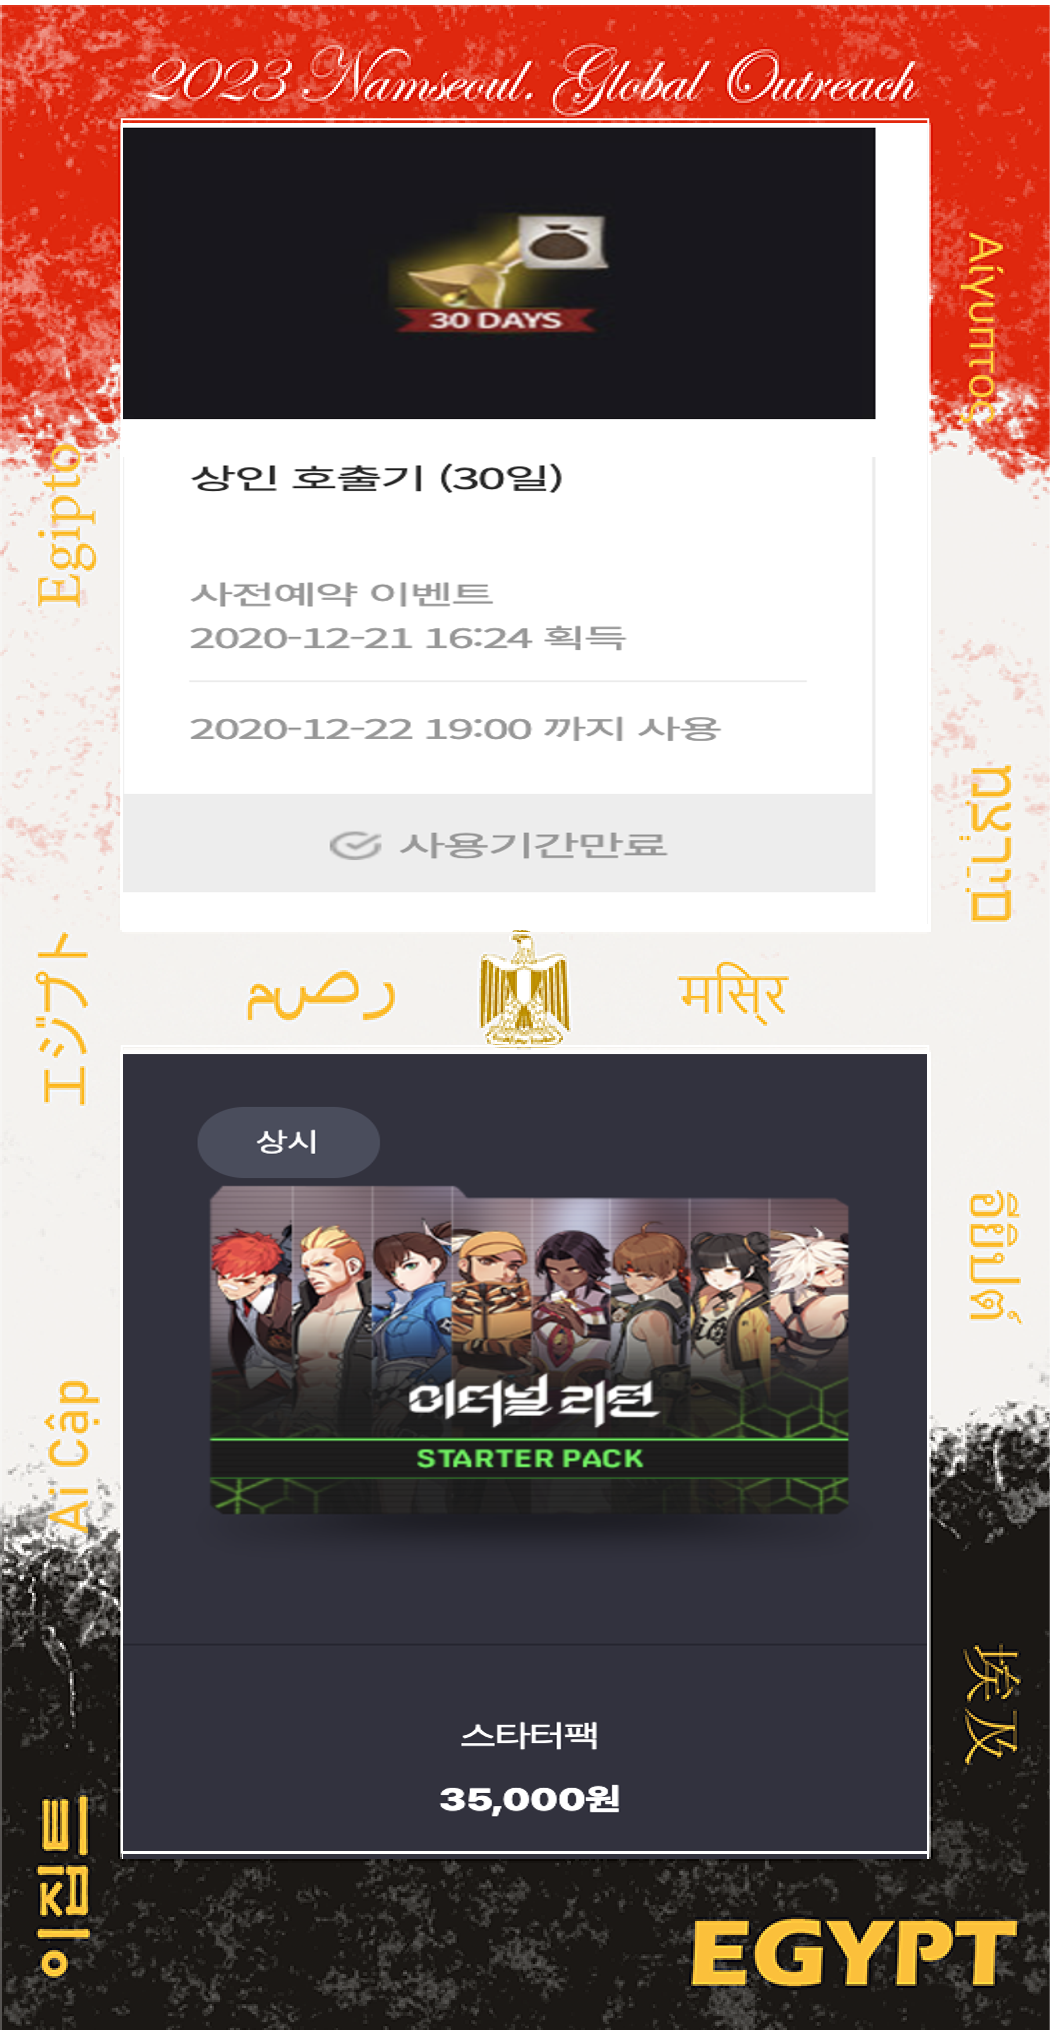 2023 Namseoul. Global Outreach
30 DAYS
상인 호출기 (30일)
사전예약 이벤트
2020-12-21 16:24 획득
2020-12-22 19:00 까지 사용
사용기간만료
Αίγυπτος
Egipto
מִצְרַיִם
エジプト
مصر
मिस्र
상시
อียิปต์
이터널 리턴
STARTER PACK
Ai Cập
스타터팩
35,000원
埃及
이집트
EGYPT